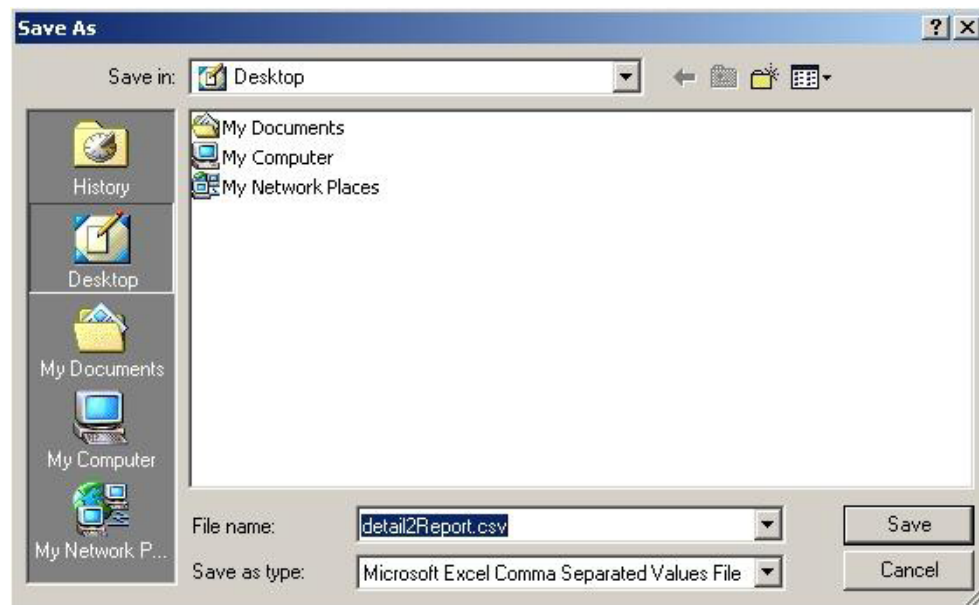 Save As
Save in: Desktop
History
Desktop
My Documents
My Computer
My Network P...
My Documents
My Computer
My Network Places
File name: detail2Report.csv
Save as type: Microsoft Excel Comma Separated Values File
Save
Cancel